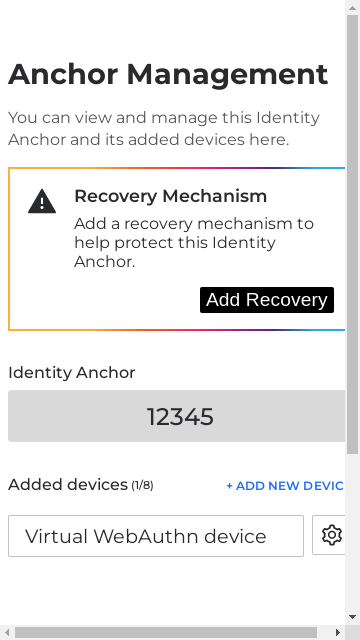 Anchor Management
You can view and manage this Identity
Anchor and its added devices here.
Recovery Mechanism
Add a recovery mechanism to
help protect this Identity
Anchor.
Add Recovery
Identity Anchor
12345
Added devices (1/8)
+ ADD NEW DEVIC
Virtual WebAuthn device